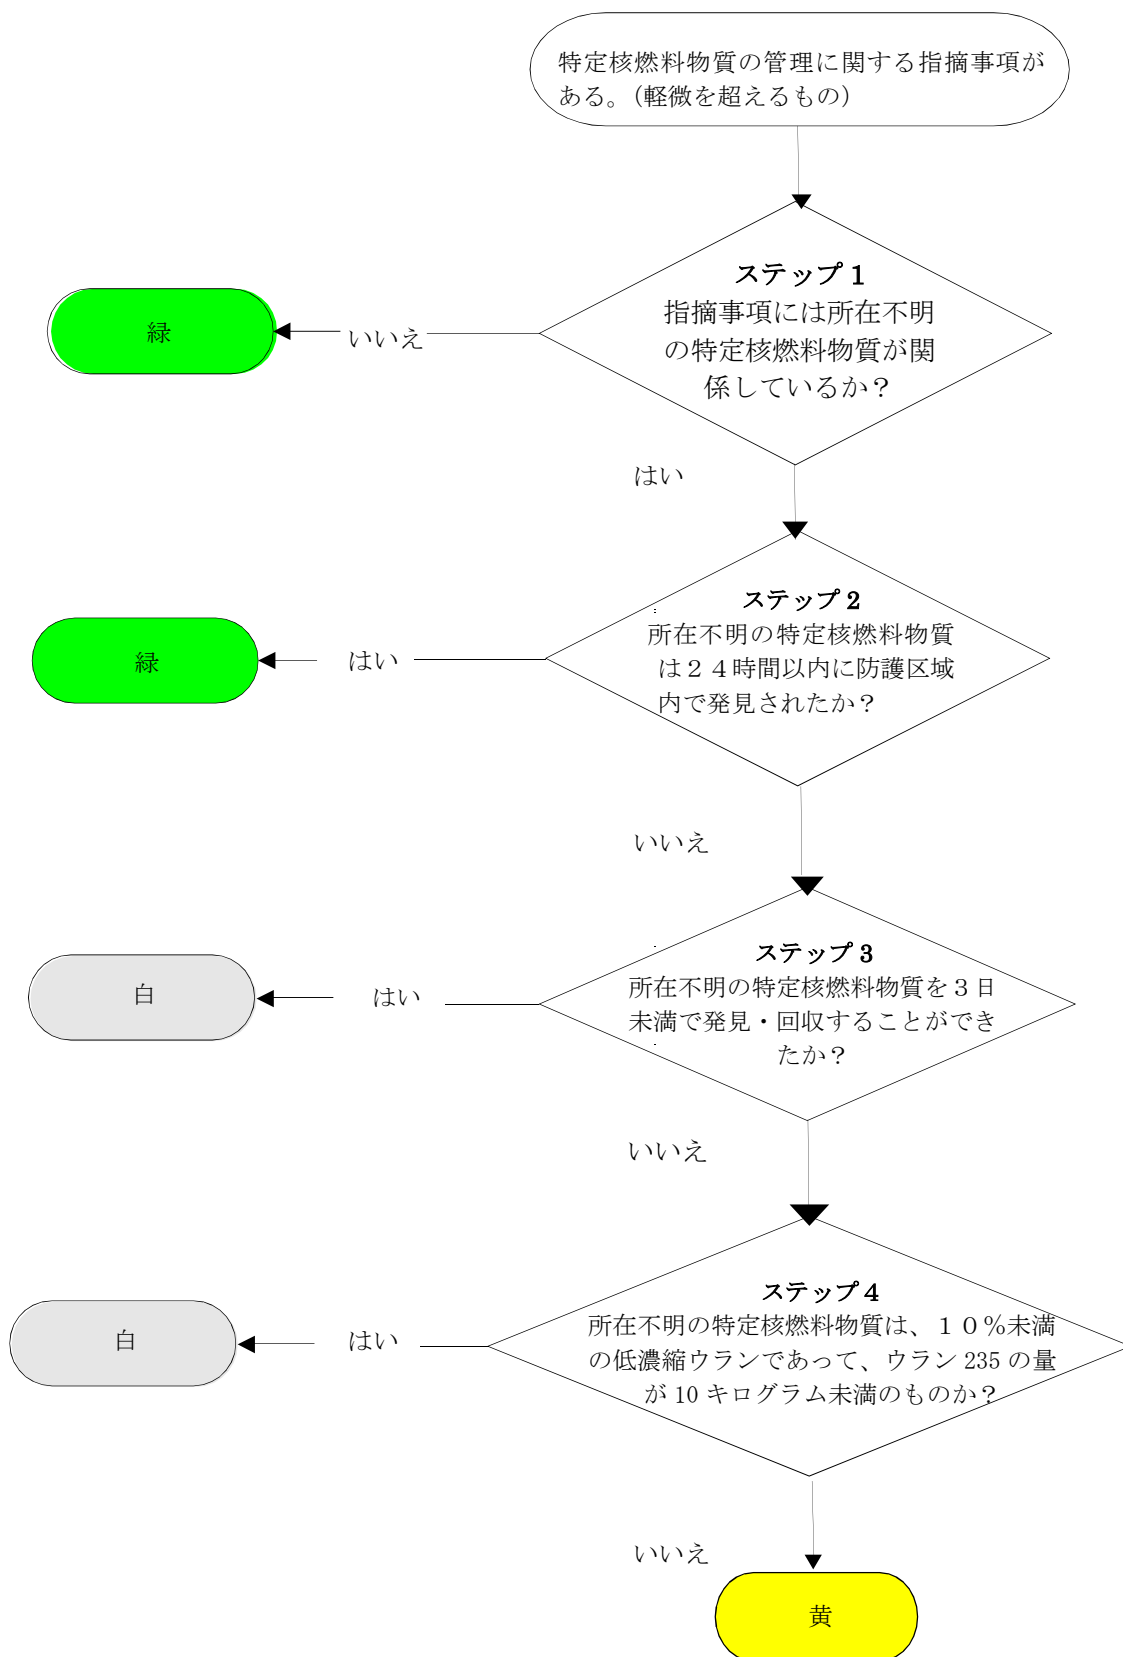 特定核燃料物質の管理に関する指摘事項が
ある。（軽微を超えるもの）
ステップ 1
指摘事項には所在不明
の特定核燃料物質が関
係しているか？
緑
いいえ
はい
ステップ 2
所在不明の特定核燃料物質
は２４時間以内に防護区域
内で発見されたか？
緑
はい
いいえ
ステップ 3
所在不明の特定核燃料物質を３日
未満で発見・回収することができ
たか？
白
はい
いいえ
ステップ 4
所在不明の特定核燃料物質は、１０％未満
の低濃縮ウランであって、ウラン 235 の量
が 10 キログラム未満のものか？
白
はい
いいえ
黄